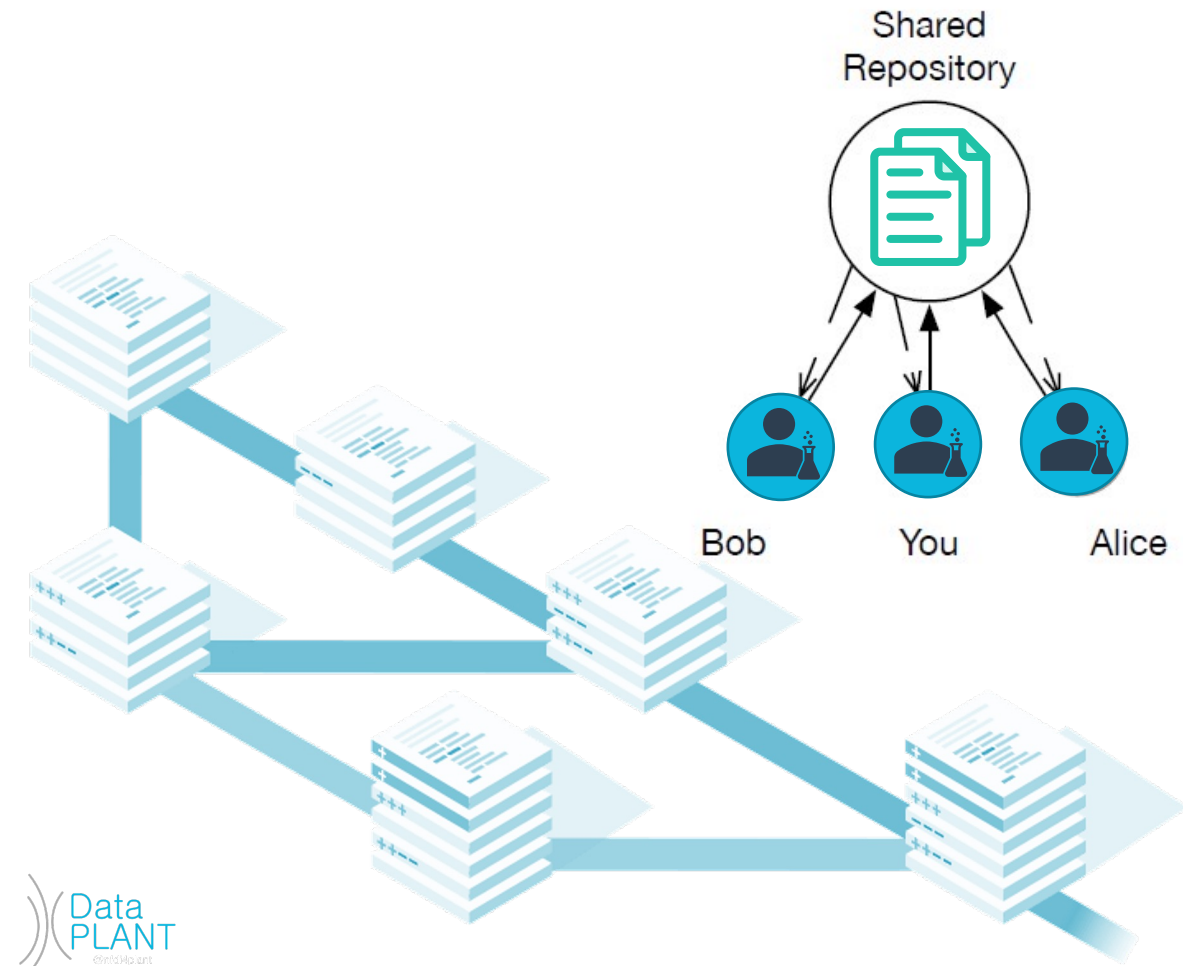 Shared
Repository
Bob You Alice
+++
+++
++--
++--
+
+
+++
++--
+
+
+++
++--
Data
PLANT